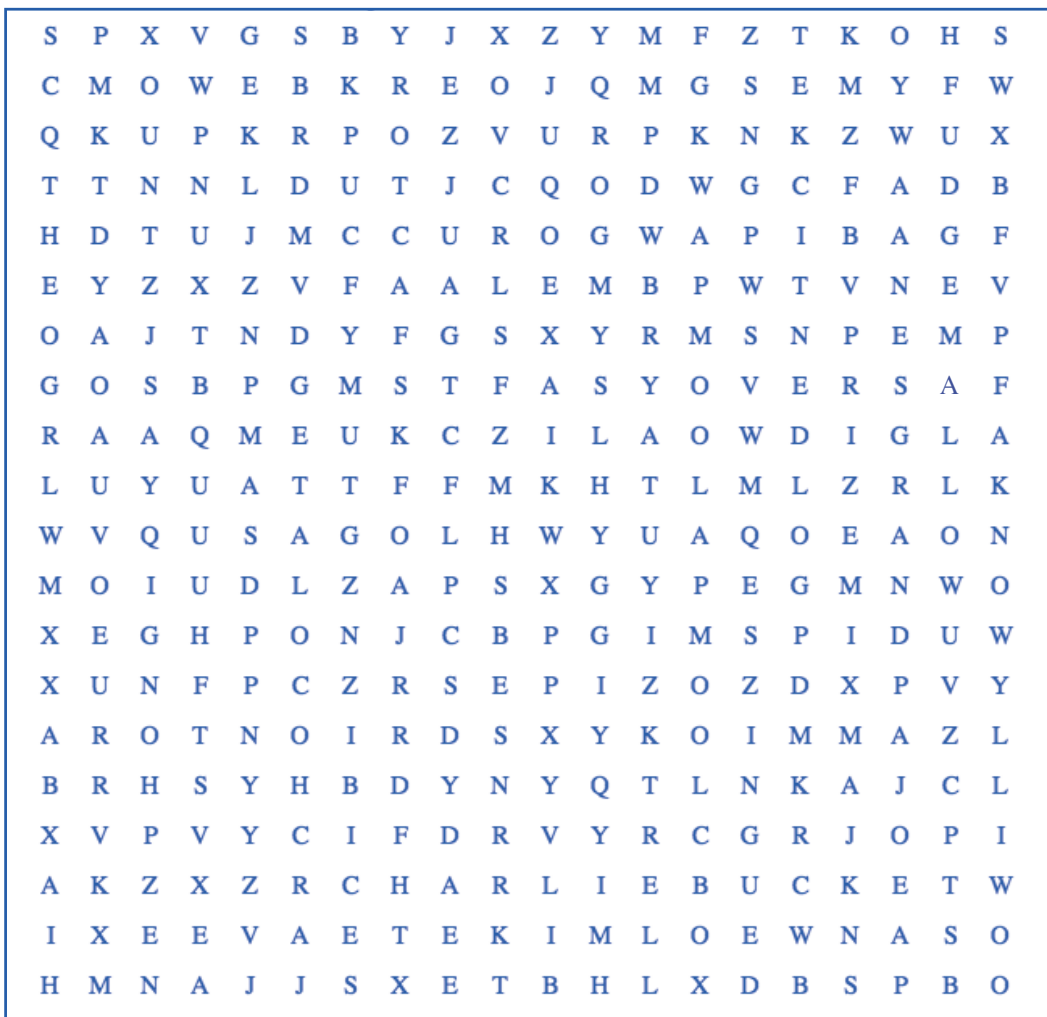 S P X V G S B Y J X Z Y M F Z T K O H S
C M O W E B K R E O J Q M G S E M Y F W
Q K U P K R P O Z V U R P K N K Z W U X
T T N N L D U T J C Q O D W G C F A D B
H D T U J M C C U R O G W A P I B A G F
E Y Z X Z V F A A L E M B P W T V N E V
O A J T N D Y F G S X Y R M S N P E M P
G O S B P G M S T F A S Y O V E R S A F
R A A Q M E U K C Z I L A O W D I G L A
L U Y U A T T F F M K H T L M L Z R L K
W V Q U S A G O L H W Y U A Q O E A O N
M O I U D L Z A P S X G Y P E G M N W O
X E G H P O N J C B P G I M S P I D U W
X U N F P C Z R S E P I Z O Z D X P V Y
A R O T N O I R D S X Y K O I M M A Z L
B R H S Y H B D Y N Y Q T L N K A J C L
X V P V Y C I F D R V Y R C G R J O P I
A K Z X Z R C H A R L I E B U C K E T W
I X E E V A E T E K I M L O E W N A S O
H M N A J J S X E T B H L X D B S P B O